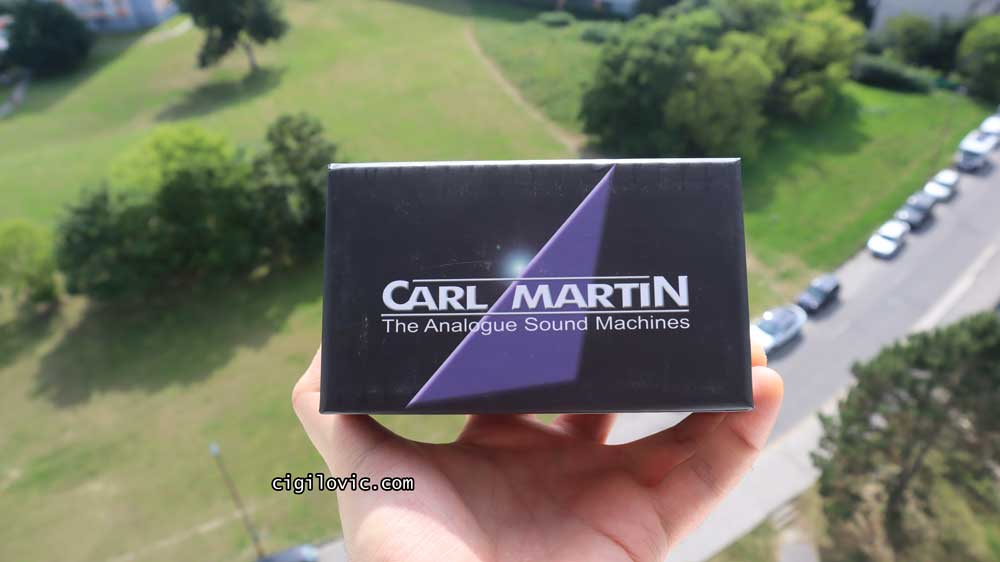 CARL MARTIN
The Analogue Sound Machines
cigilovic.com